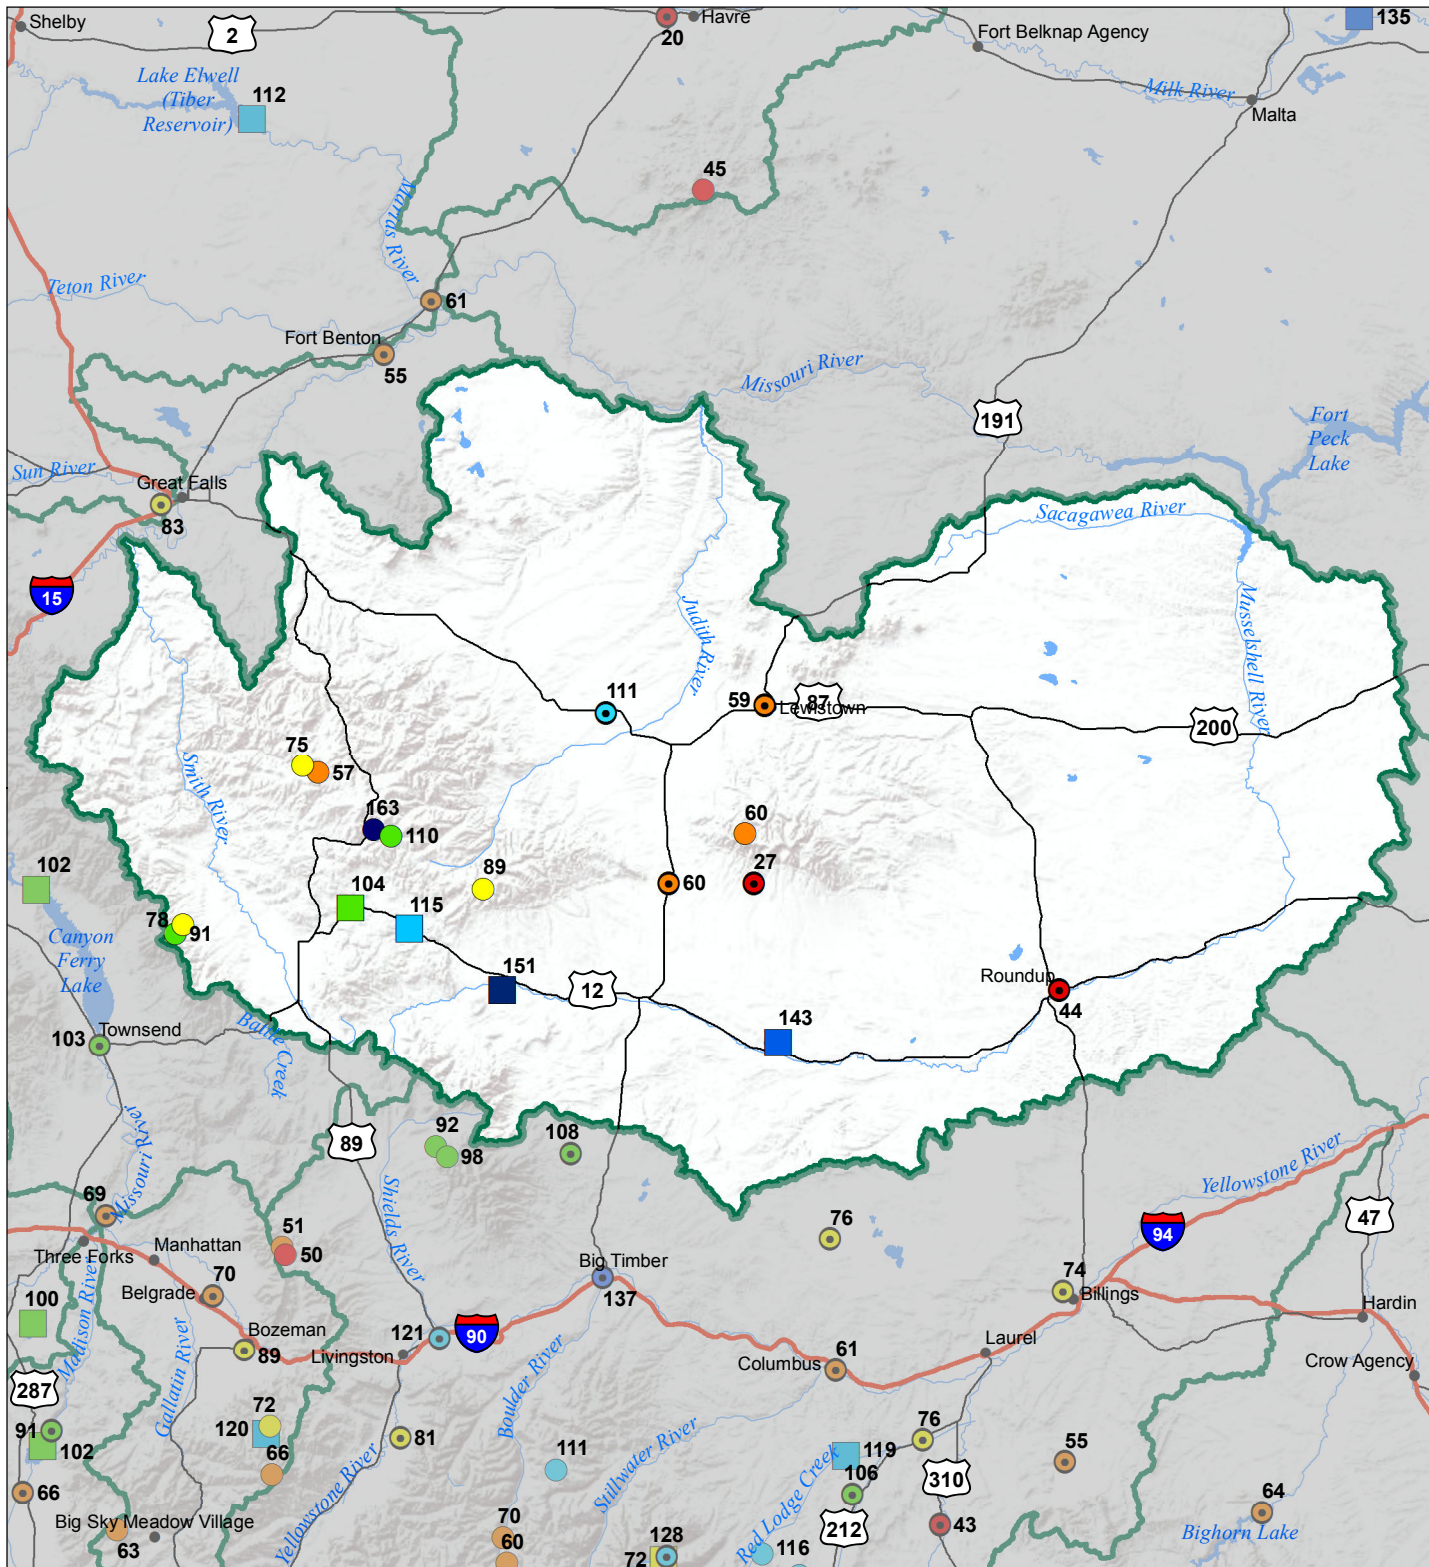 Shelby
2
20
Havre
Fort Belknap Agency
135
Lake Elwell
(Tiber
Reservoir)
112
Milk River
Malta
45
Marias River
Teton River
61
Fort Benton
55
Missouri River
191
Fort
Peck
Lake
Sun River
Great Falls
83
Sacagawea River
15
Musselshell River
Judith River
111
59
87
Lewistown
200
75
57
Smith River
163
110
60
27
89
60
102
104
115
78
91
Canyon
Ferry
Lake
151
12
Roundup
44
143
103
Townsend
Battle Creek
89
92
98
108
Missouri River
Shields River
Yellowstone River
69
51
50
76
94
47
Three Forks
Manhattan
Belgrade
70
Big Timber
137
74
Billings
Hardin
100
Madison River
Gallatin River
Bozeman
89
121
90
Livingston
Boulder River
Columbus
61
Laurel
Crow Agency
287
91
102
72
120
66
81
111
Stillwater River
76
119
106
Red Lodge Creek
310
55
66
Yellowstone River
64
Bighorn Lake
Big Sky
Meadow Village
63
70
60
128
72
116
212
43